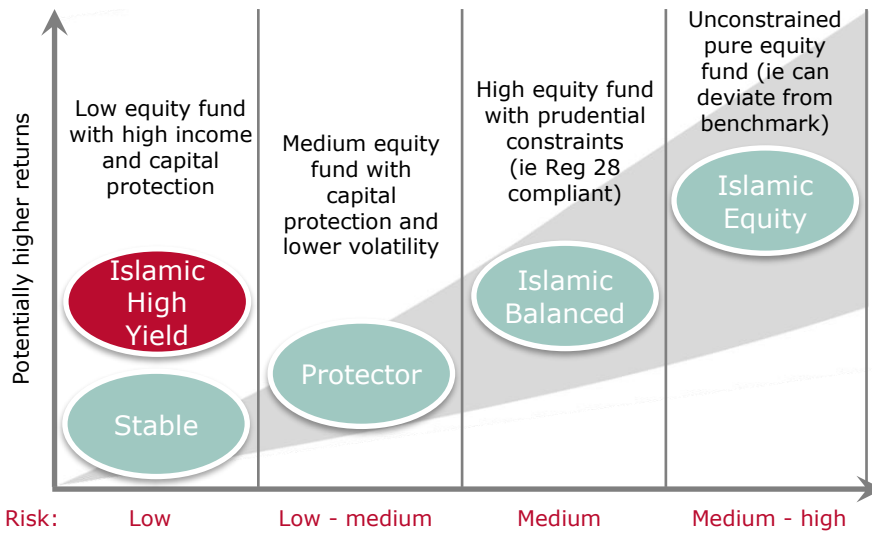 Potentially higher returns
Low equity fund
with high income
and capital
protection
Islamic
High
Yield
Stable
Medium equity
fund with
capital
protection and
lower volatility
Protector
High equity fund
with prudential
constraints
(ie Reg 28
compliant)
Islamic
Balanced
Unconstrained
pure equity
fund (ie can
deviate from
benchmark)
Islamic
Equity
Risk: Low Low - medium Medium Medium - high